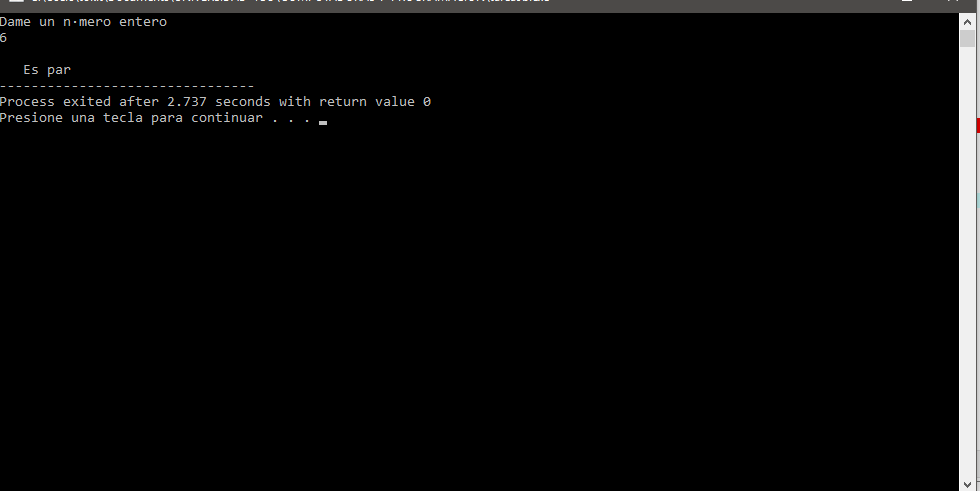 Dame un n·mero entero
6
Es par
--------------------------------
Process exited after 2.737 seconds with return value 0
Presione una tecla para continuar . . .